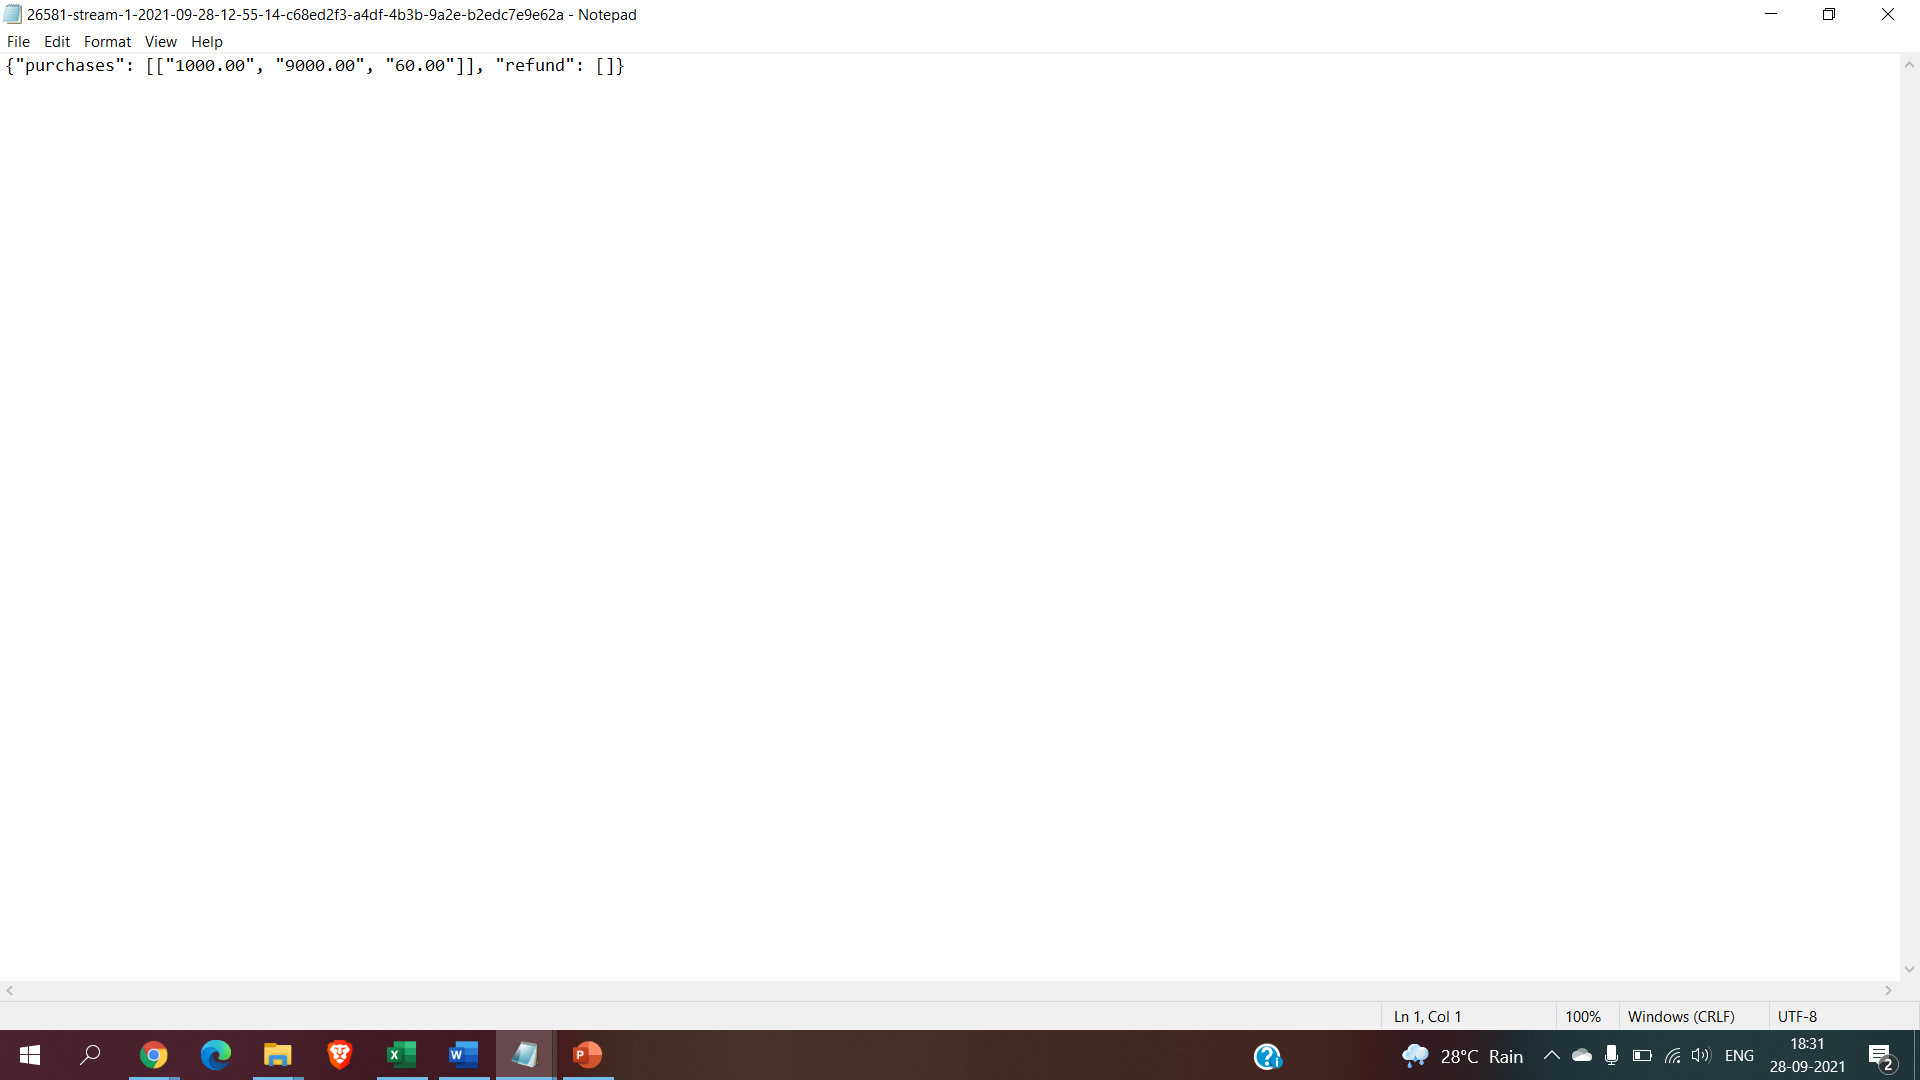 26581-stream-1-2021-09-28-12-55-14-c68ed2f3-a4df-4b3b-9a2e-b2edc7e9e62a - Notepad
File Edit Format View Help
{"purchases": [["1000.00", "9000.00", "60.00"]], "refund": []}
Ln 1, Col 1 100% Windows (CRLF) UTF-8
28°C Rain ENG 18:31
28-09-2021 2